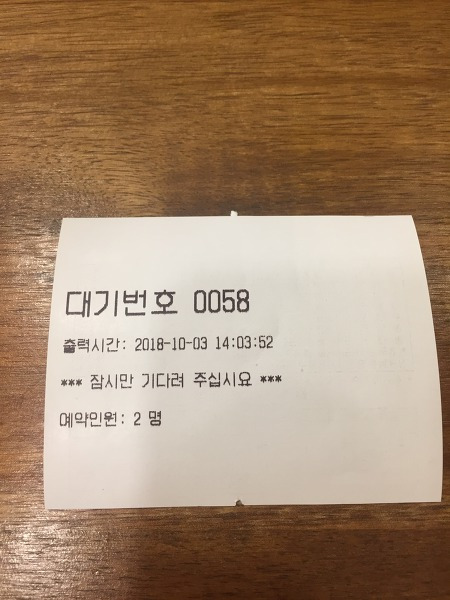 대기번호 0058
출력시간: 2018-10-03 14:03:52
*** 잠시만 기다려 주십시요 ***
예약인원: 2 명